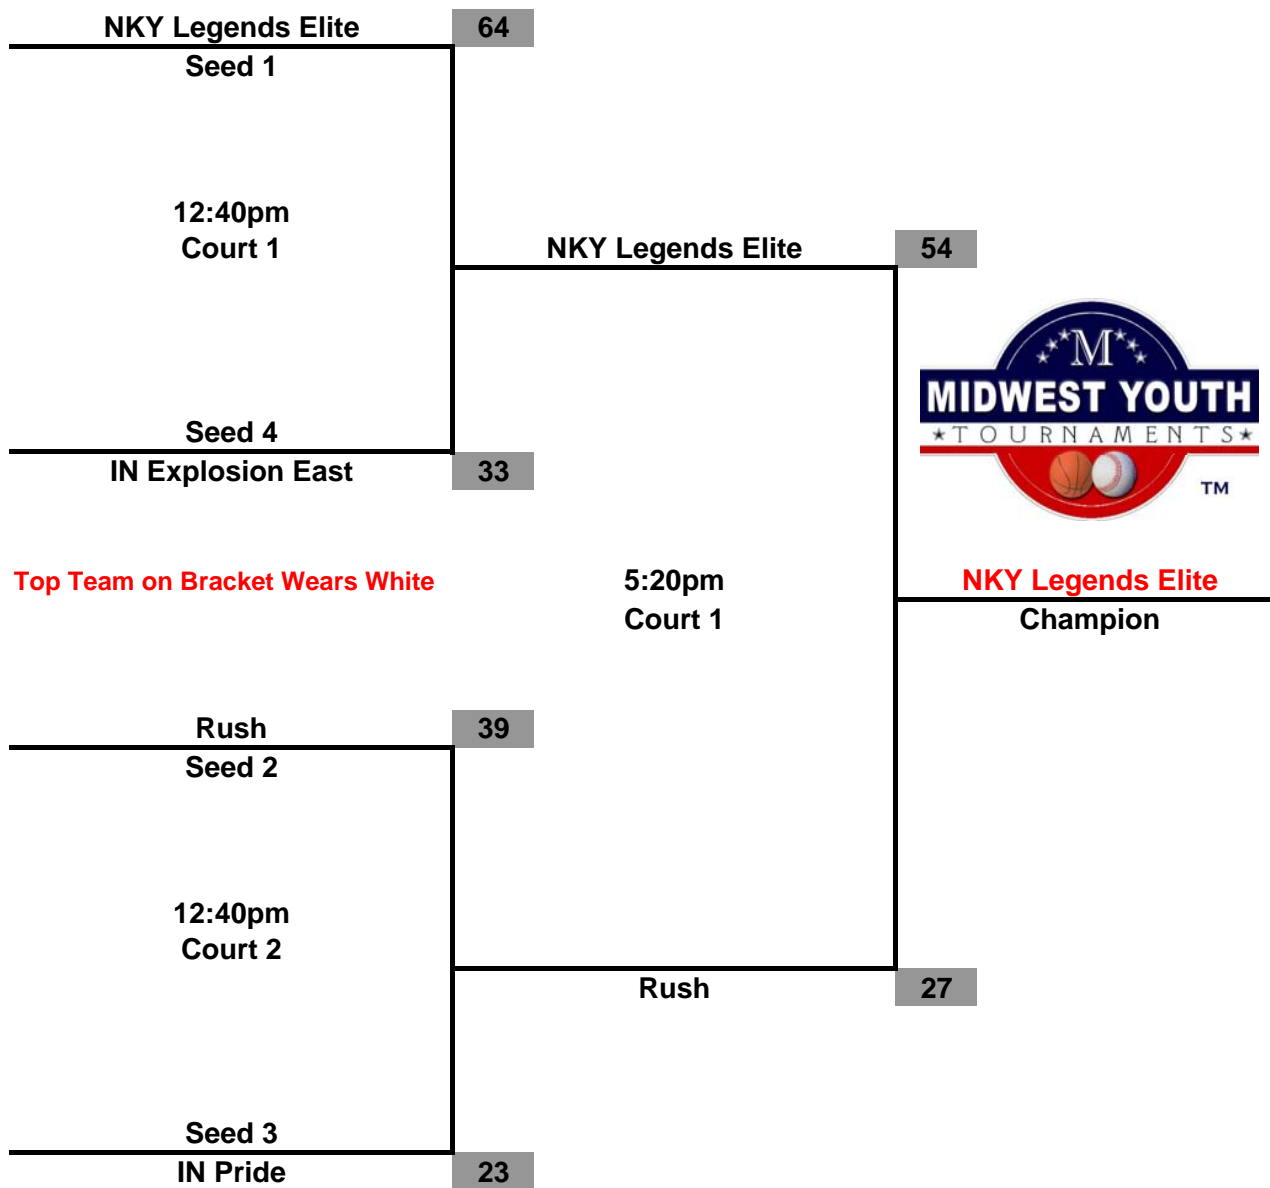 NKY Legends Elite 64
Seed 1
12:40pm
Court 1
NKY Legends Elite 54
M
MIDWEST YOUTH
TOURNAMENTS
TM
Seed 4
IN Explosion East 33
Top Team on Bracket Wears White
5:20pm
Court 1
NKY Legends Elite
Champion
Rush 39
Seed 2
12:40pm
Court 2
Rush 27
Seed 3
IN Pride 23